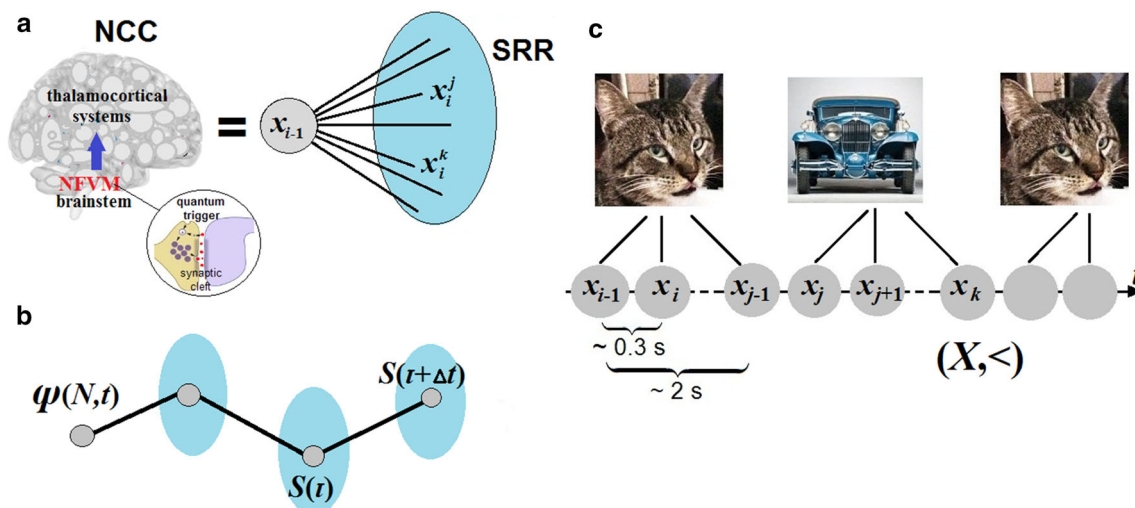 a
NCC
thalamocortical
systems
NFVM
brainstem
quantum
trigger
synaptic
cleft
=
x_{i-1}
x_i^j
x_i^k
SRR
b
ψ(N,t)
S(t)
S(t+Δt)
c
x_{i-1} x_i x_{j-1} x_j x_{j+1} x_k t
~ 0.3 s
~ 2 s
(X,<)